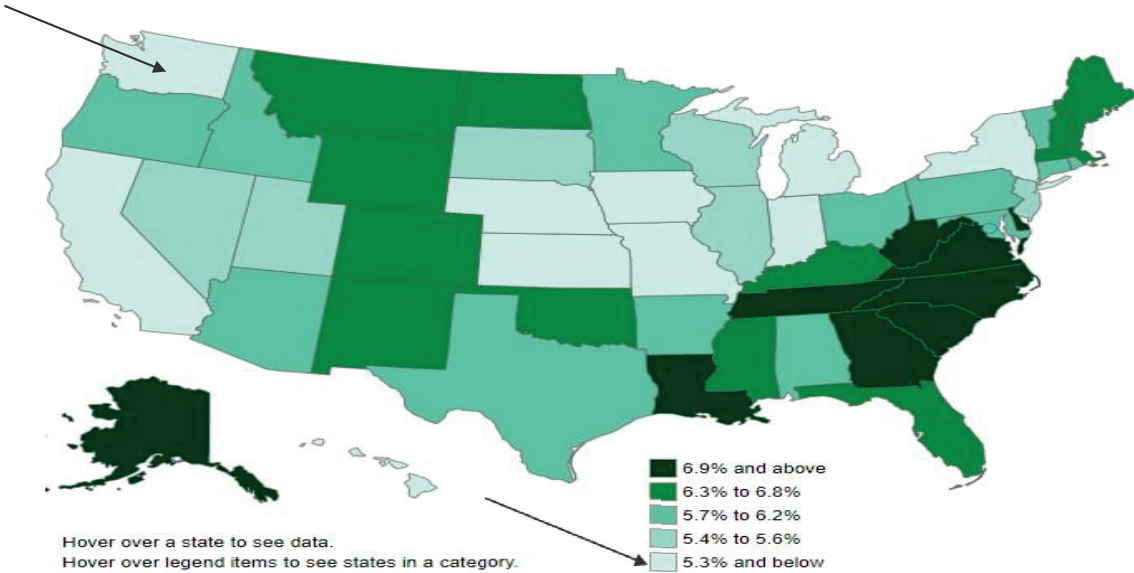 6.9% and above
6.3% to 6.8%
5.7% to 6.2%
5.4% to 5.6%
5.3% and below
Hover over a state to see data.
Hover over legend items to see states in a category.